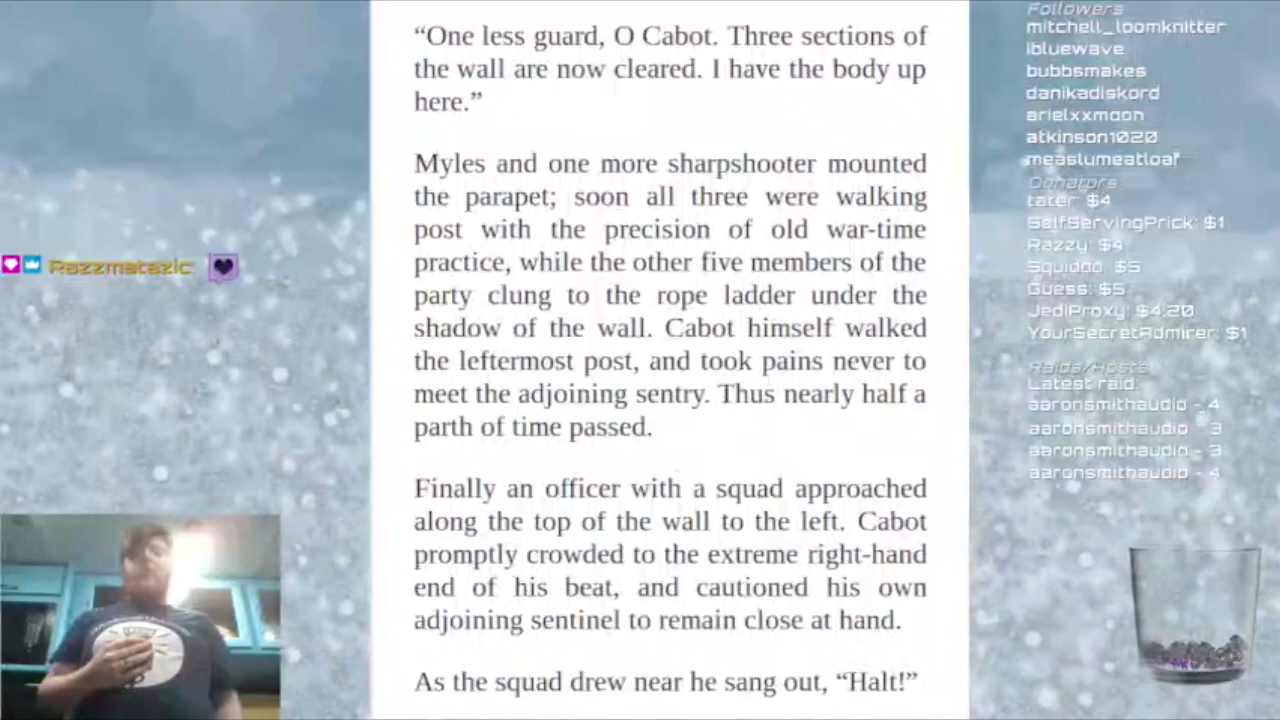 “One less guard, O Cabot. Three sections of
the wall are now cleared. I have the body up
here.”
Myles and one more sharpshooter mounted
the parapet; soon all three were walking
post with the precision of old war-time
practice, while the other five members of the
party clung to the rope ladder under the
shadow of the wall. Cabot himself walked
the leftermost post, and took pains never to
meet the adjoining sentry. Thus nearly half a
parth of time passed.
Finally an officer with a squad approached
along the top of the wall to the left. Cabot
promptly crowded to the extreme right-hand
end of his beat, and cautioned his own
adjoining sentinel to remain close at hand.
As the squad drew near he sang out, “Halt!”
Razzmatazic:
Followers
mitchell_loomknitter
ibluewave
bubbsmakes
danikadiskord
arielxxmoon
atkinson1020
measlumeatloaf
Donators
tater: $4
SelfServingPrick: $1
Razzy: $4
Squidoo: $5
Guess: $5
JediProxy: $4.20
YourSecretAdmirer: $1
Raids/Hosts
Latest raid:
aaronsmithaudio - 4
aaronsmithaudio - 3
aaronsmithaudio - 3
aaronsmithaudio - 4